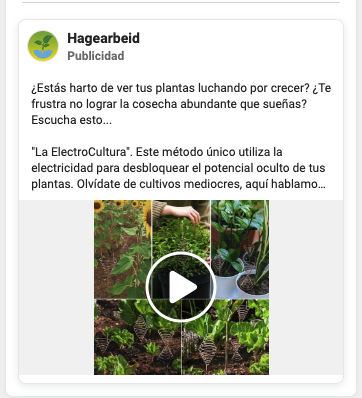 Hagearbeid
Publicidad
¿Estás harto de ver tus plantas luchando por crecer? ¿Te
frustra no lograr la cosecha abundante que sueñas?
Escucha esto...
"La ElectroCultura". Este método único utiliza la
electricidad para desbloquear el potencial oculto de tus
plantas. Olvídate de cultivos mediocres, aquí hablamo...